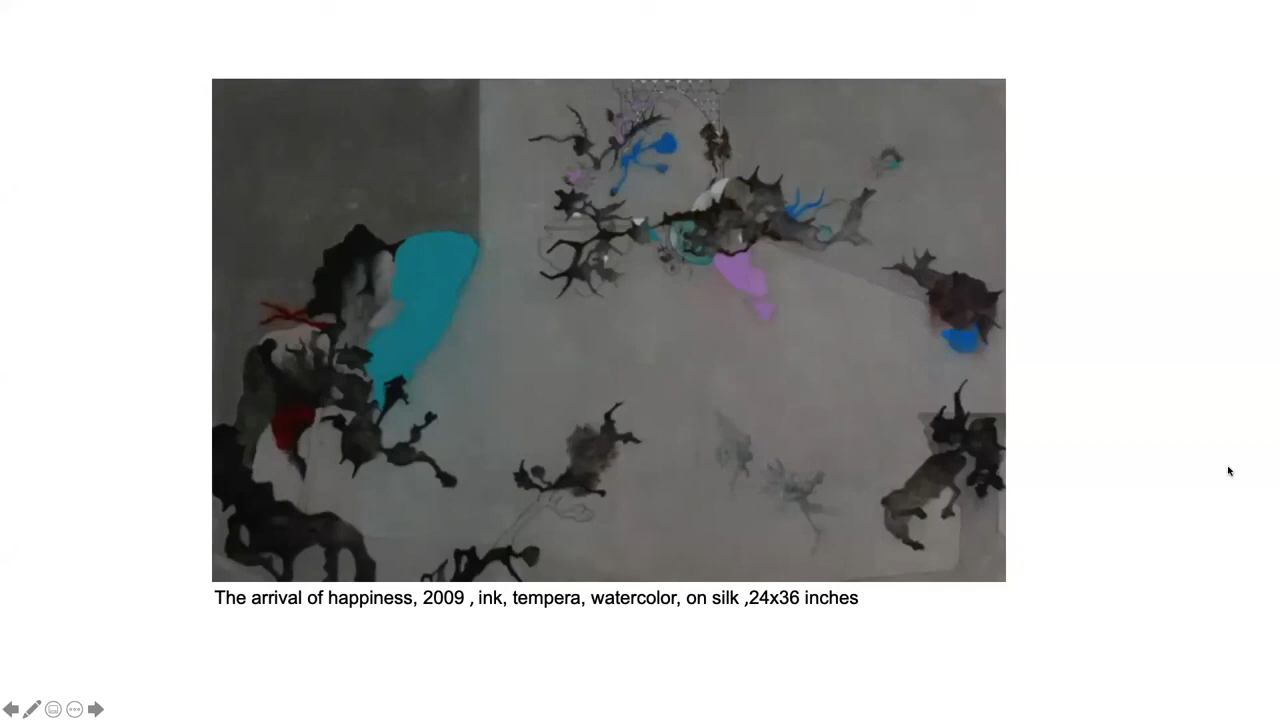 The arrival of happiness, 2009 , ink, tempera, watercolor, on silk ,24x36 inches